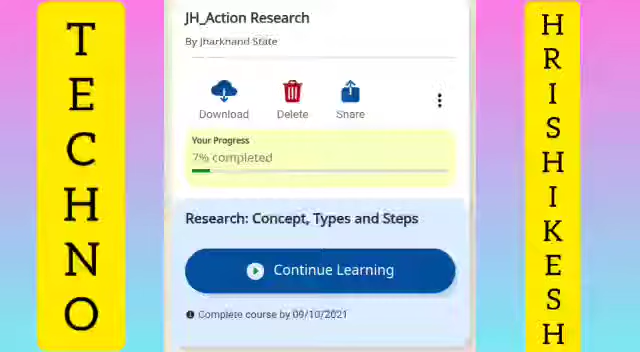 TECHNO
JH_Action Research
By Jharkhand State
Download Delete Share
Your Progress
7% completed
Research: Concept, Types and Steps
Continue Learning
Complete course by 09/10/2021
HRISHIKESH